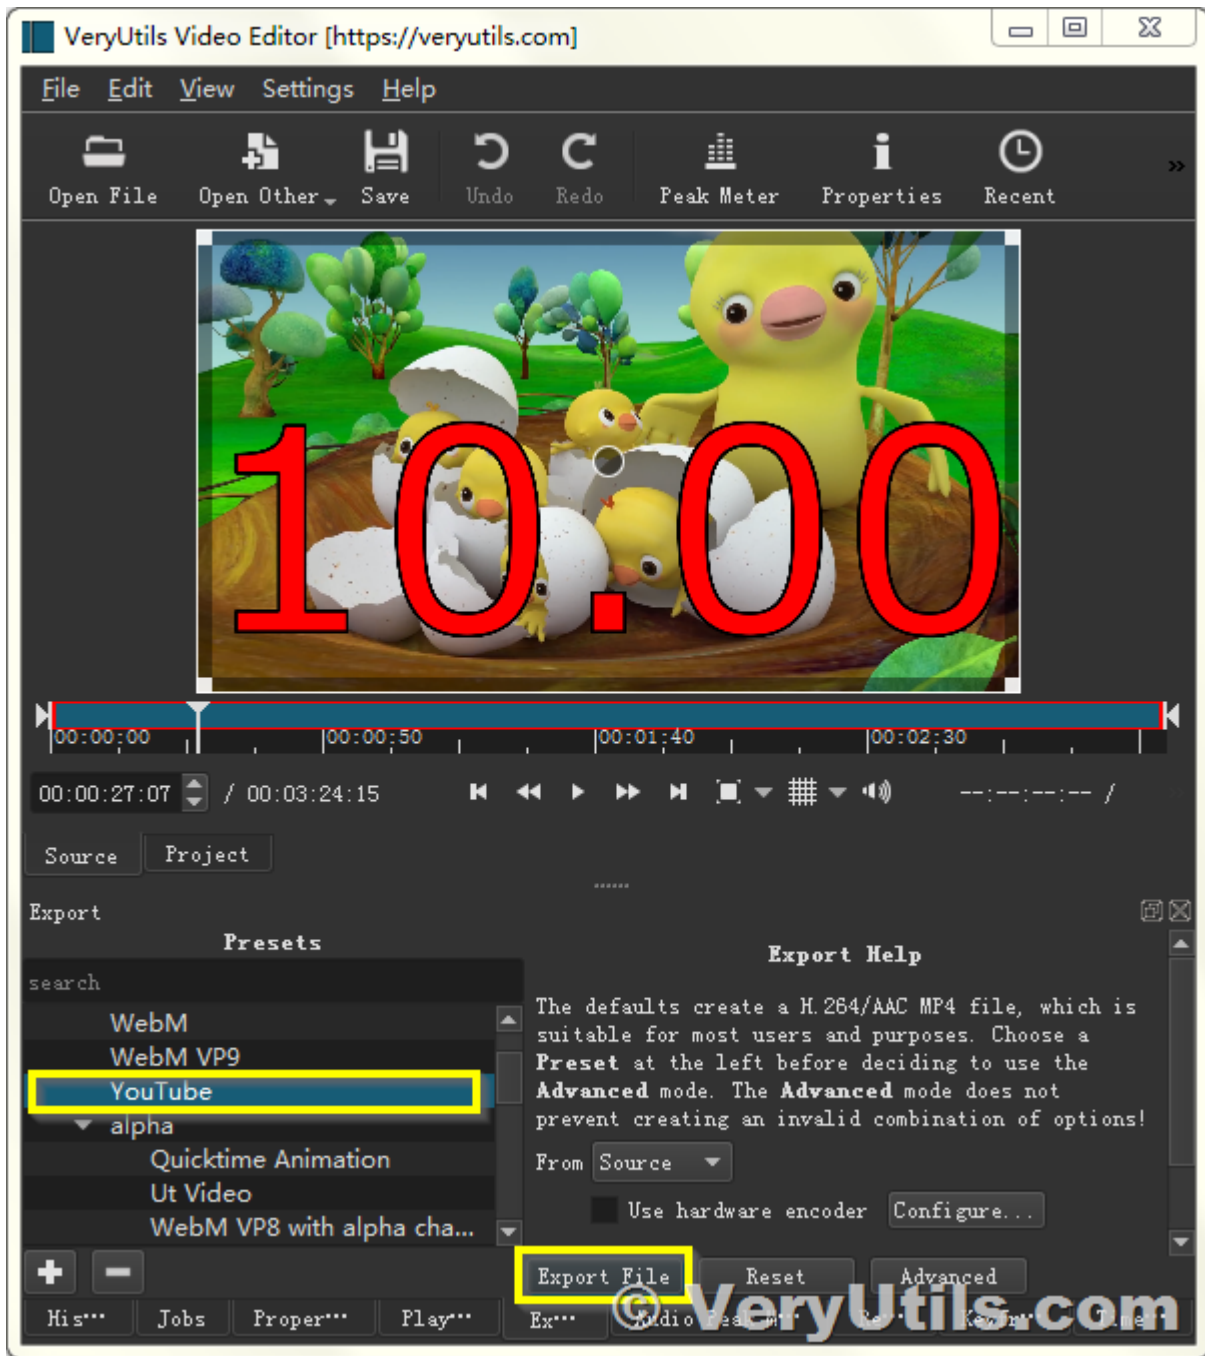 VeryUtils Video Editor [https://veryutils.com]
File Edit View Settings Help
Open File Open Other Save Undo Redo Peak Meter Properties Recent »
10.00
00:00:00 00:00:50 00:01:40 00:02:30
00:00:27:07 / 00:03:24:15 --:--:--:-- /
Source Project
Export
Presets
search
WebM
WebM VP9
YouTube
alpha
Quicktime Animation
Ut Video
WebM VP8 with alpha cha...
Export Help
The defaults create a H.264/AAC MP4 file, which is
suitable for most users and purposes. Choose a
Preset at the left before deciding to use the
Advanced mode. The Advanced mode does not
prevent creating an invalid combination of options!
From Source
Use hardware encoder Configure...
Export File Reset Advanced
His··· Jobs Proper··· Play··· Ex··· Audio Peak M··· Re··· Keyfr··· Time···
© VeryUtils.com